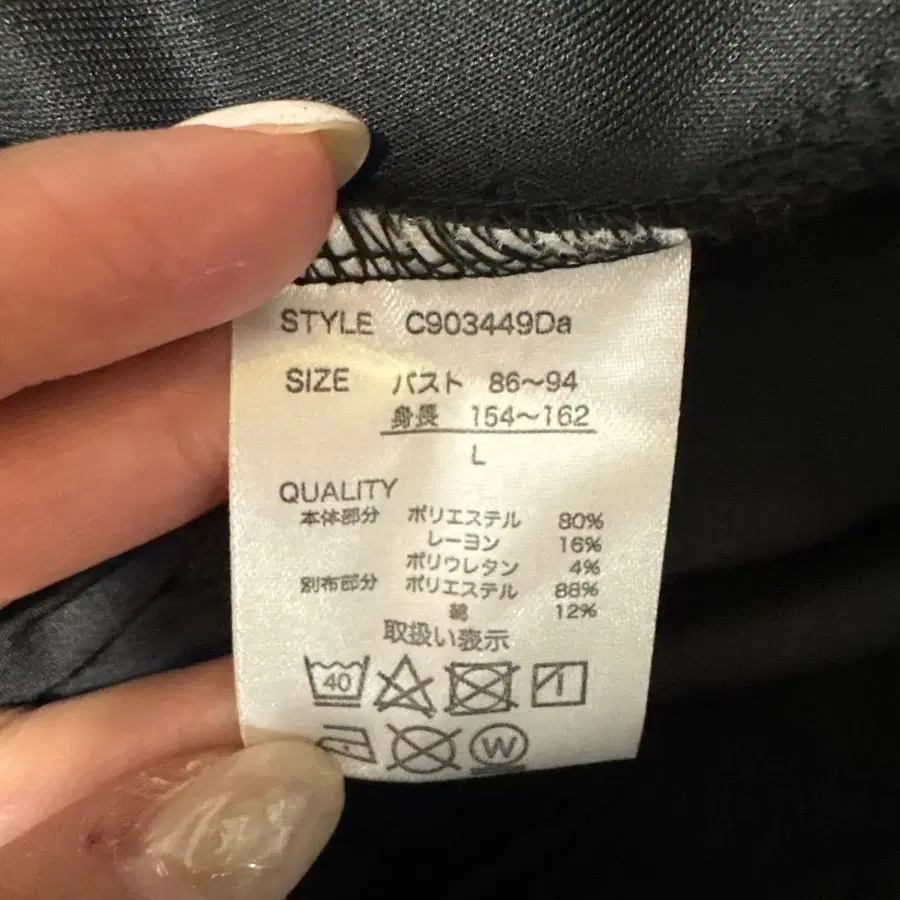 STYLE C903449Da
SIZE バスト 86～94
身長 154～162
L
QUALITY
本体部分 ポリエステル 80%
レーヨン 16%
ポリウレタン 4%
別布部分 ポリエステル 88%
綿 12%
取扱い表示
40
W